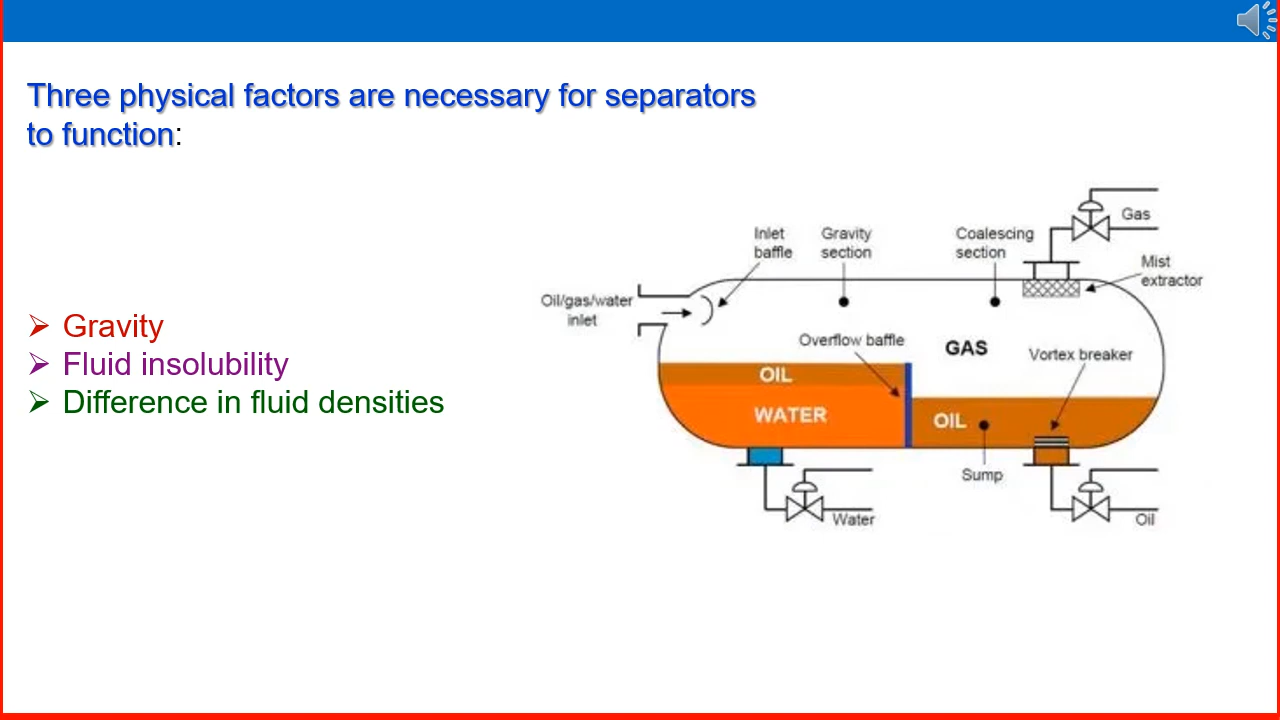 Three physical factors are necessary for separators
to function:
Gravity
Fluid insolubility
Difference in fluid densities
Gas
Inlet
baffle
Gravity
section
Coalescing
section
Mist
extractor
Oil/gas/water
inlet
Overflow baffle
GAS
Vortex breaker
OIL
WATER
OIL
Sump
Water
Oil